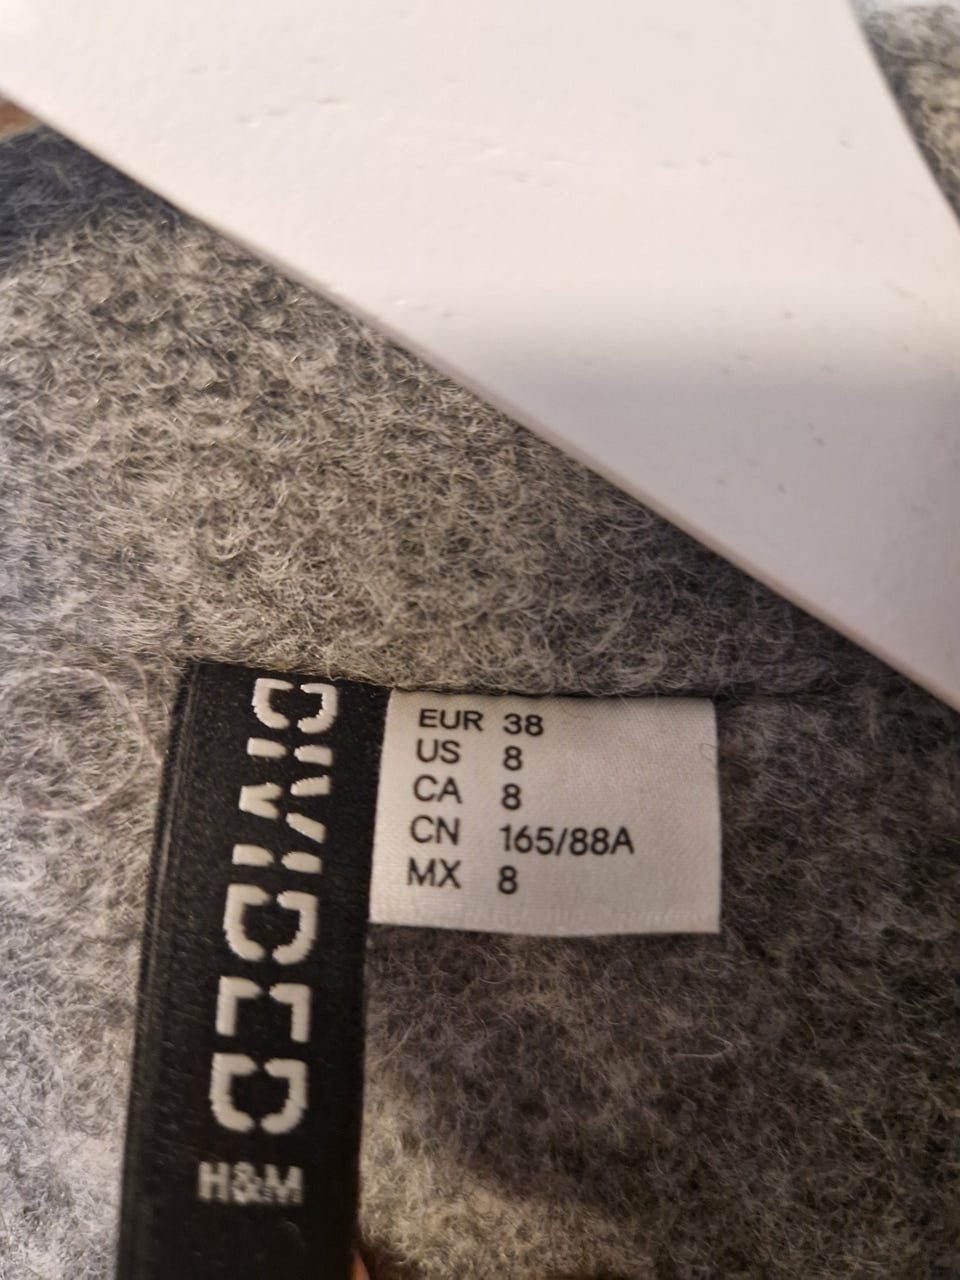 DIVIDED
H&M
EUR 38
US 8
CA 8
CN 165/88A
MX 8